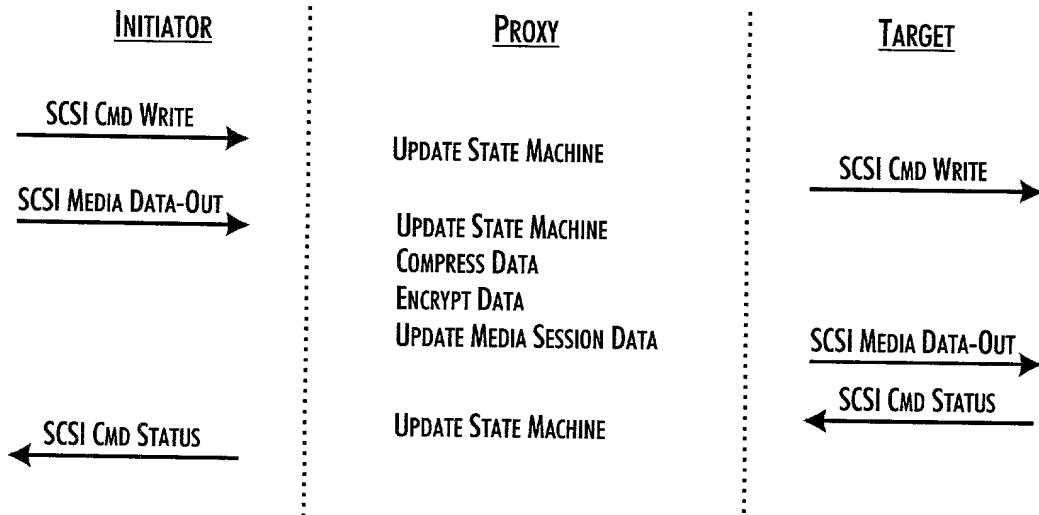 INITIATOR
PROXY
TARGET
SCSI CMD WRITE
UPDATE STATE MACHINE
SCSI CMD WRITE
SCSI MEDIA DATA-OUT
UPDATE STATE MACHINE
COMPRESS DATA
ENCRYPT DATA
UPDATE MEDIA SESSION DATA
SCSI MEDIA DATA-OUT
SCSI CMD STATUS
UPDATE STATE MACHINE
SCSI CMD STATUS